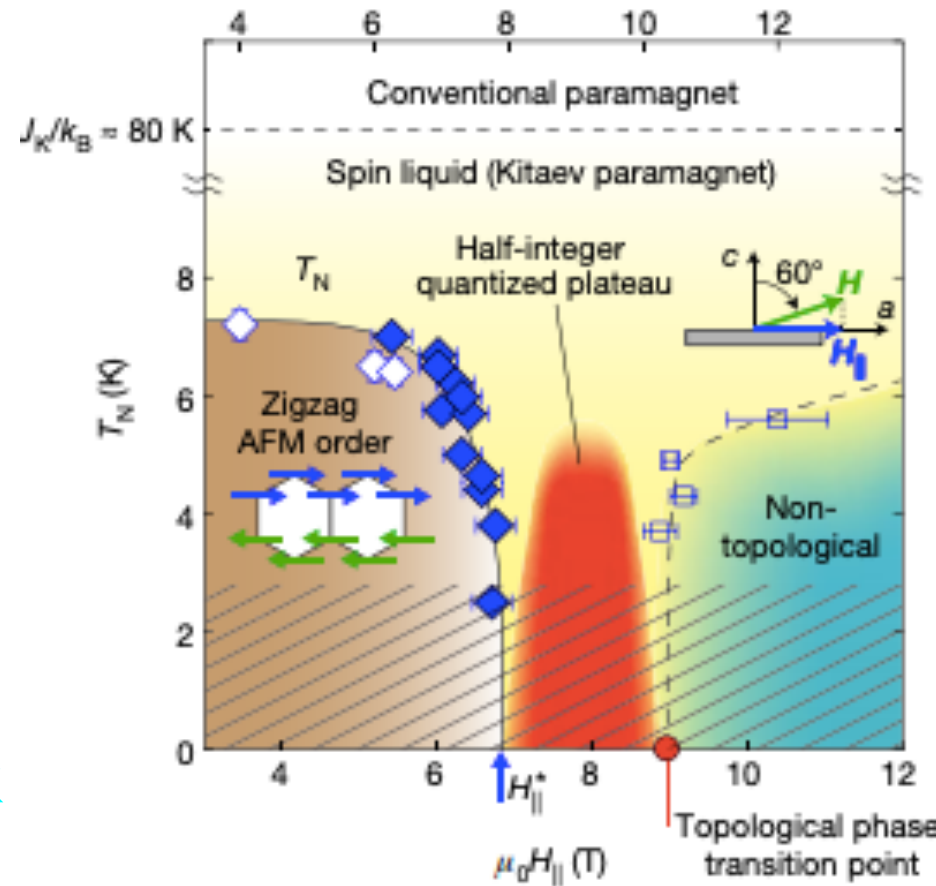 4 6 8 10 12
Conventional paramagnet
J_K/k_B = 80 K
Spin liquid (Kitaev paramagnet)
Half-integer
quantized plateau
c
60°
H
a
H_∥
T_N
8
6
4
2
0
T_N (K)
Zigzag
AFM order
Non-
topological
4 6 8 10 12
H*_∥
μ₀H_∥ (T)
Topological phase
transition point